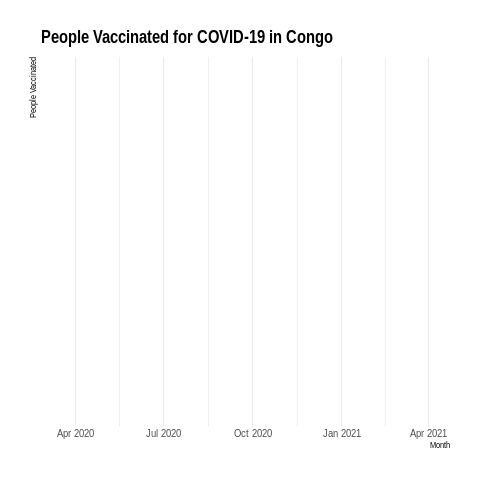 People Vaccinated for COVID-19 in Congo
People Vaccinated
Apr 2020
Jul 2020
Oct 2020
Jan 2021
Apr 2021
Month